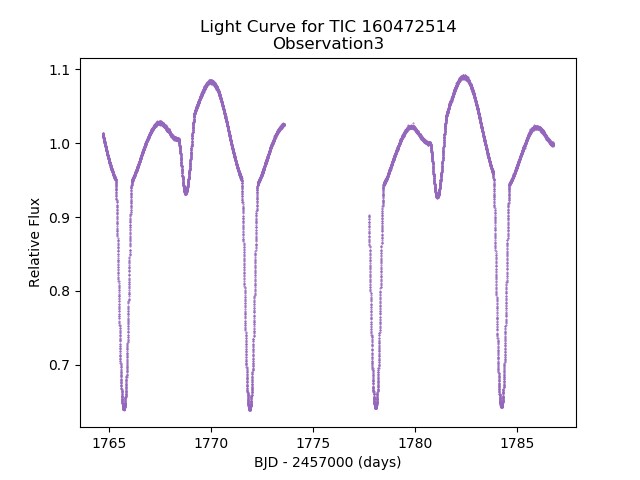 Light Curve for TIC 160472514
Observation3
1.1
1.0
0.9
0.8
0.7
Relative Flux
1765
1770
1775
1780
1785
BJD - 2457000 (days)